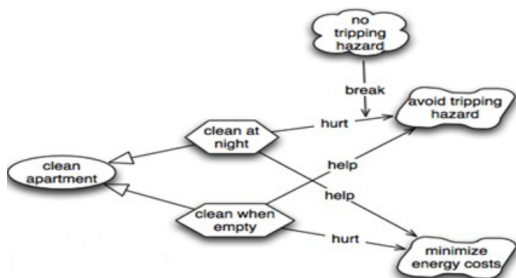 no
tripping
hazard
break
avoid tripping
hazard
hurt
clean at
night
help
clean
apartment
help
clean when
empty
hurt
minimize
energy costs